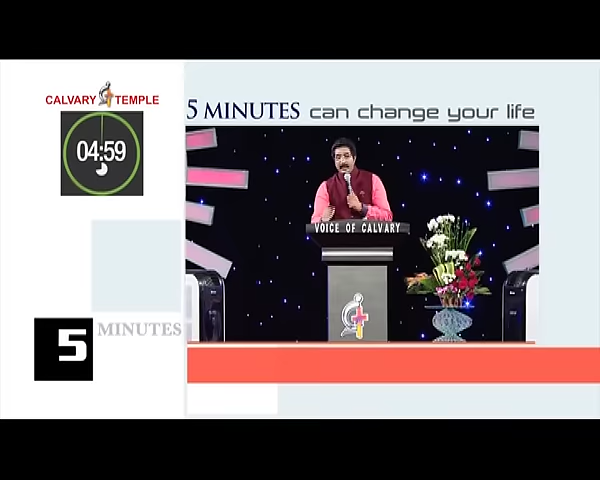 CALVARY TEMPLE
04:59
5 MINUTES can change your life
VOICE OF CALVARY
5 MINUTES